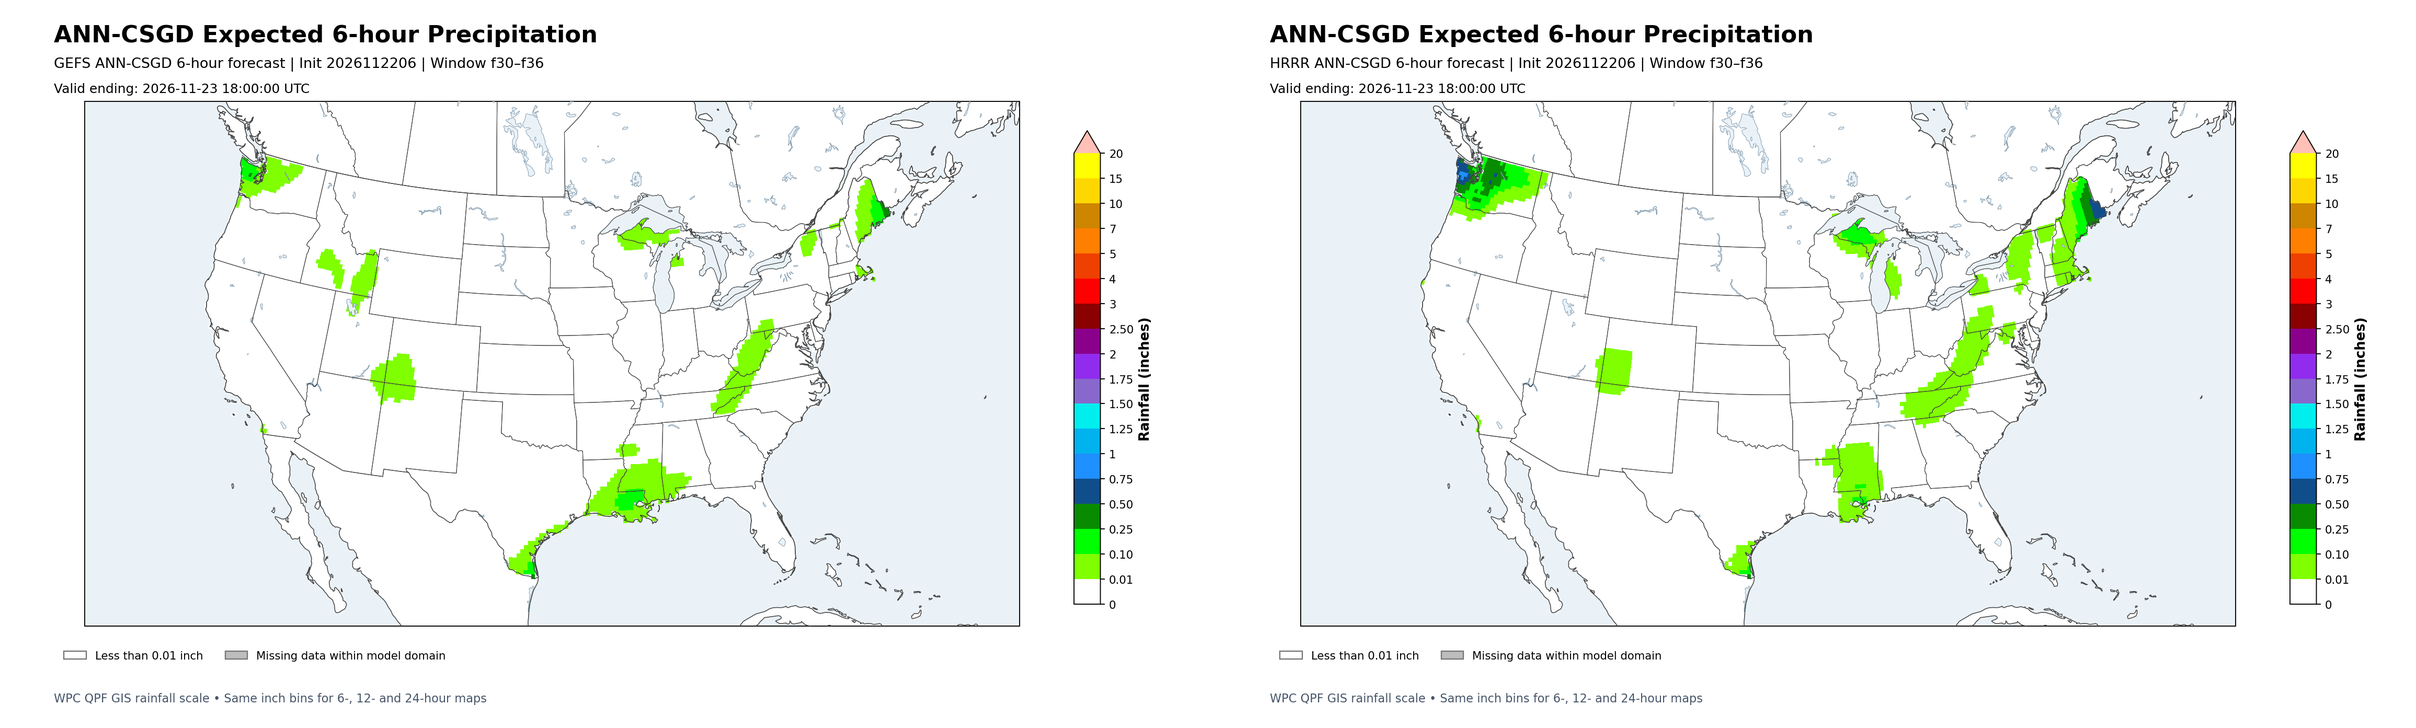 ANN-CSGD Expected 6-hour Precipitation
GEFS ANN-CSGD 6-hour forecast | Init 2026112206 | Window f30–f36
Valid ending: 2026-11-23 18:00:00 UTC
20
15
10
7
5
4
3
2.50
2
1.75
1.50
1.25
1
0.75
0.50
0.25
0.10
0.01
0
Rainfall (inches)
Less than 0.01 inch
Missing data within model domain
WPC QPF GIS rainfall scale • Same inch bins for 6-, 12- and 24-hour maps
ANN-CSGD Expected 6-hour Precipitation
HRRR ANN-CSGD 6-hour forecast | Init 2026112206 | Window f30–f36
Valid ending: 2026-11-23 18:00:00 UTC
20
15
10
7
5
4
3
2.50
2
1.75
1.50
1.25
1
0.75
0.50
0.25
0.10
0.01
0
Rainfall (inches)
Less than 0.01 inch
Missing data within model domain
WPC QPF GIS rainfall scale • Same inch bins for 6-, 12- and 24-hour maps